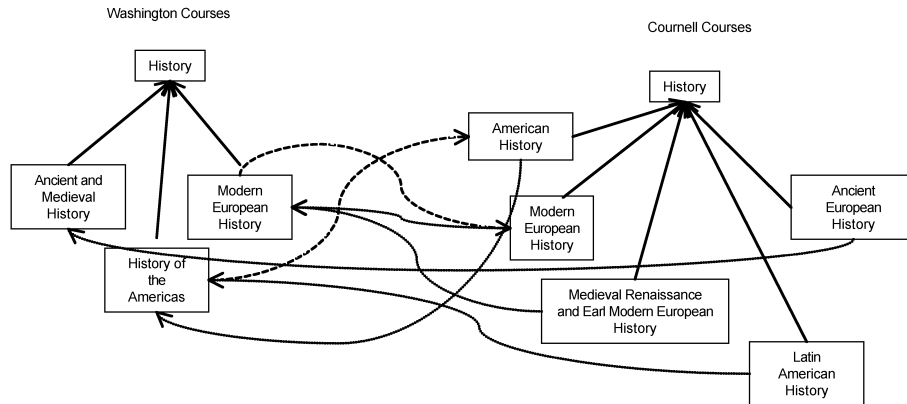 Washington Courses
Cournell Courses
History
History
American
History
Ancient and
Medieval
History
Modern
European
History
Modern
European
History
Ancient
European
History
History of
the
Americas
Medieval Renaissance
and Earl Modern European
History
Latin
American
History